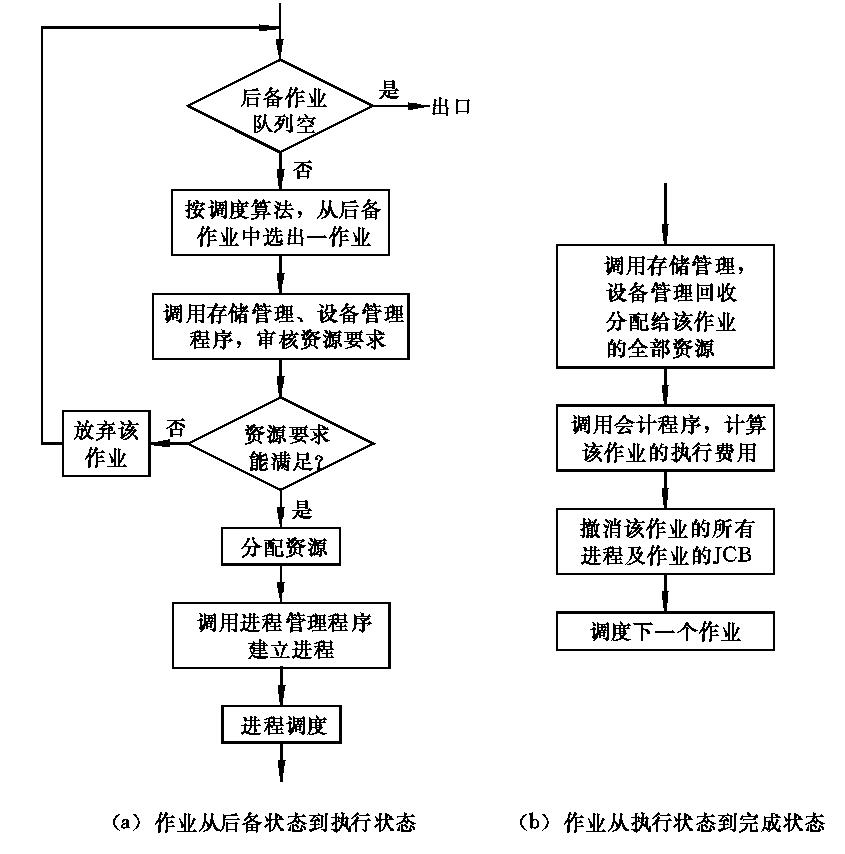 后备作业
队列空
是
出口
否
按调度算法，从后备
作业中选出一作业
调用存储管理、设备管理
程序，审核资源要求
资源要求
能满足？
否
放弃该
作业
是
分配资源
调用进程管理程序
建立进程
进程调度
（a）作业从后备状态到执行状态
调用存储管理，
设备管理回收
分配给该作业
的全部资源
调用会计程序，计算
该作业的执行费用
撤消该作业的所有
进程及作业的JCB
调度下一个作业
（b）作业从执行状态到完成状态